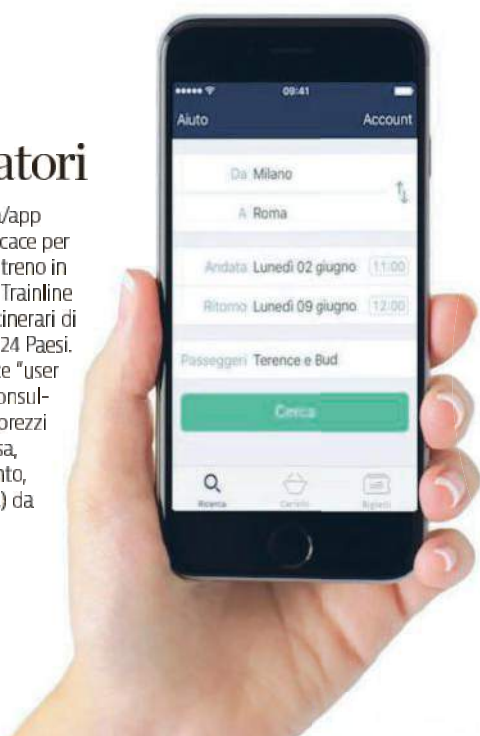 atori
/app
cace per
treno in
Trainline
tinerari di
24 Paesi.
ce "user
onsul-
prezzi
sa,
nto,
) da
09:41
Aiuto Account
Da Milano
A Roma
Andata Lunedì 02 giugno 11:00
Ritorno Lunedì 09 giugno 12:00
Passeggeri Terence e Bud
Cerca
Ricerca Carrello Biglietti